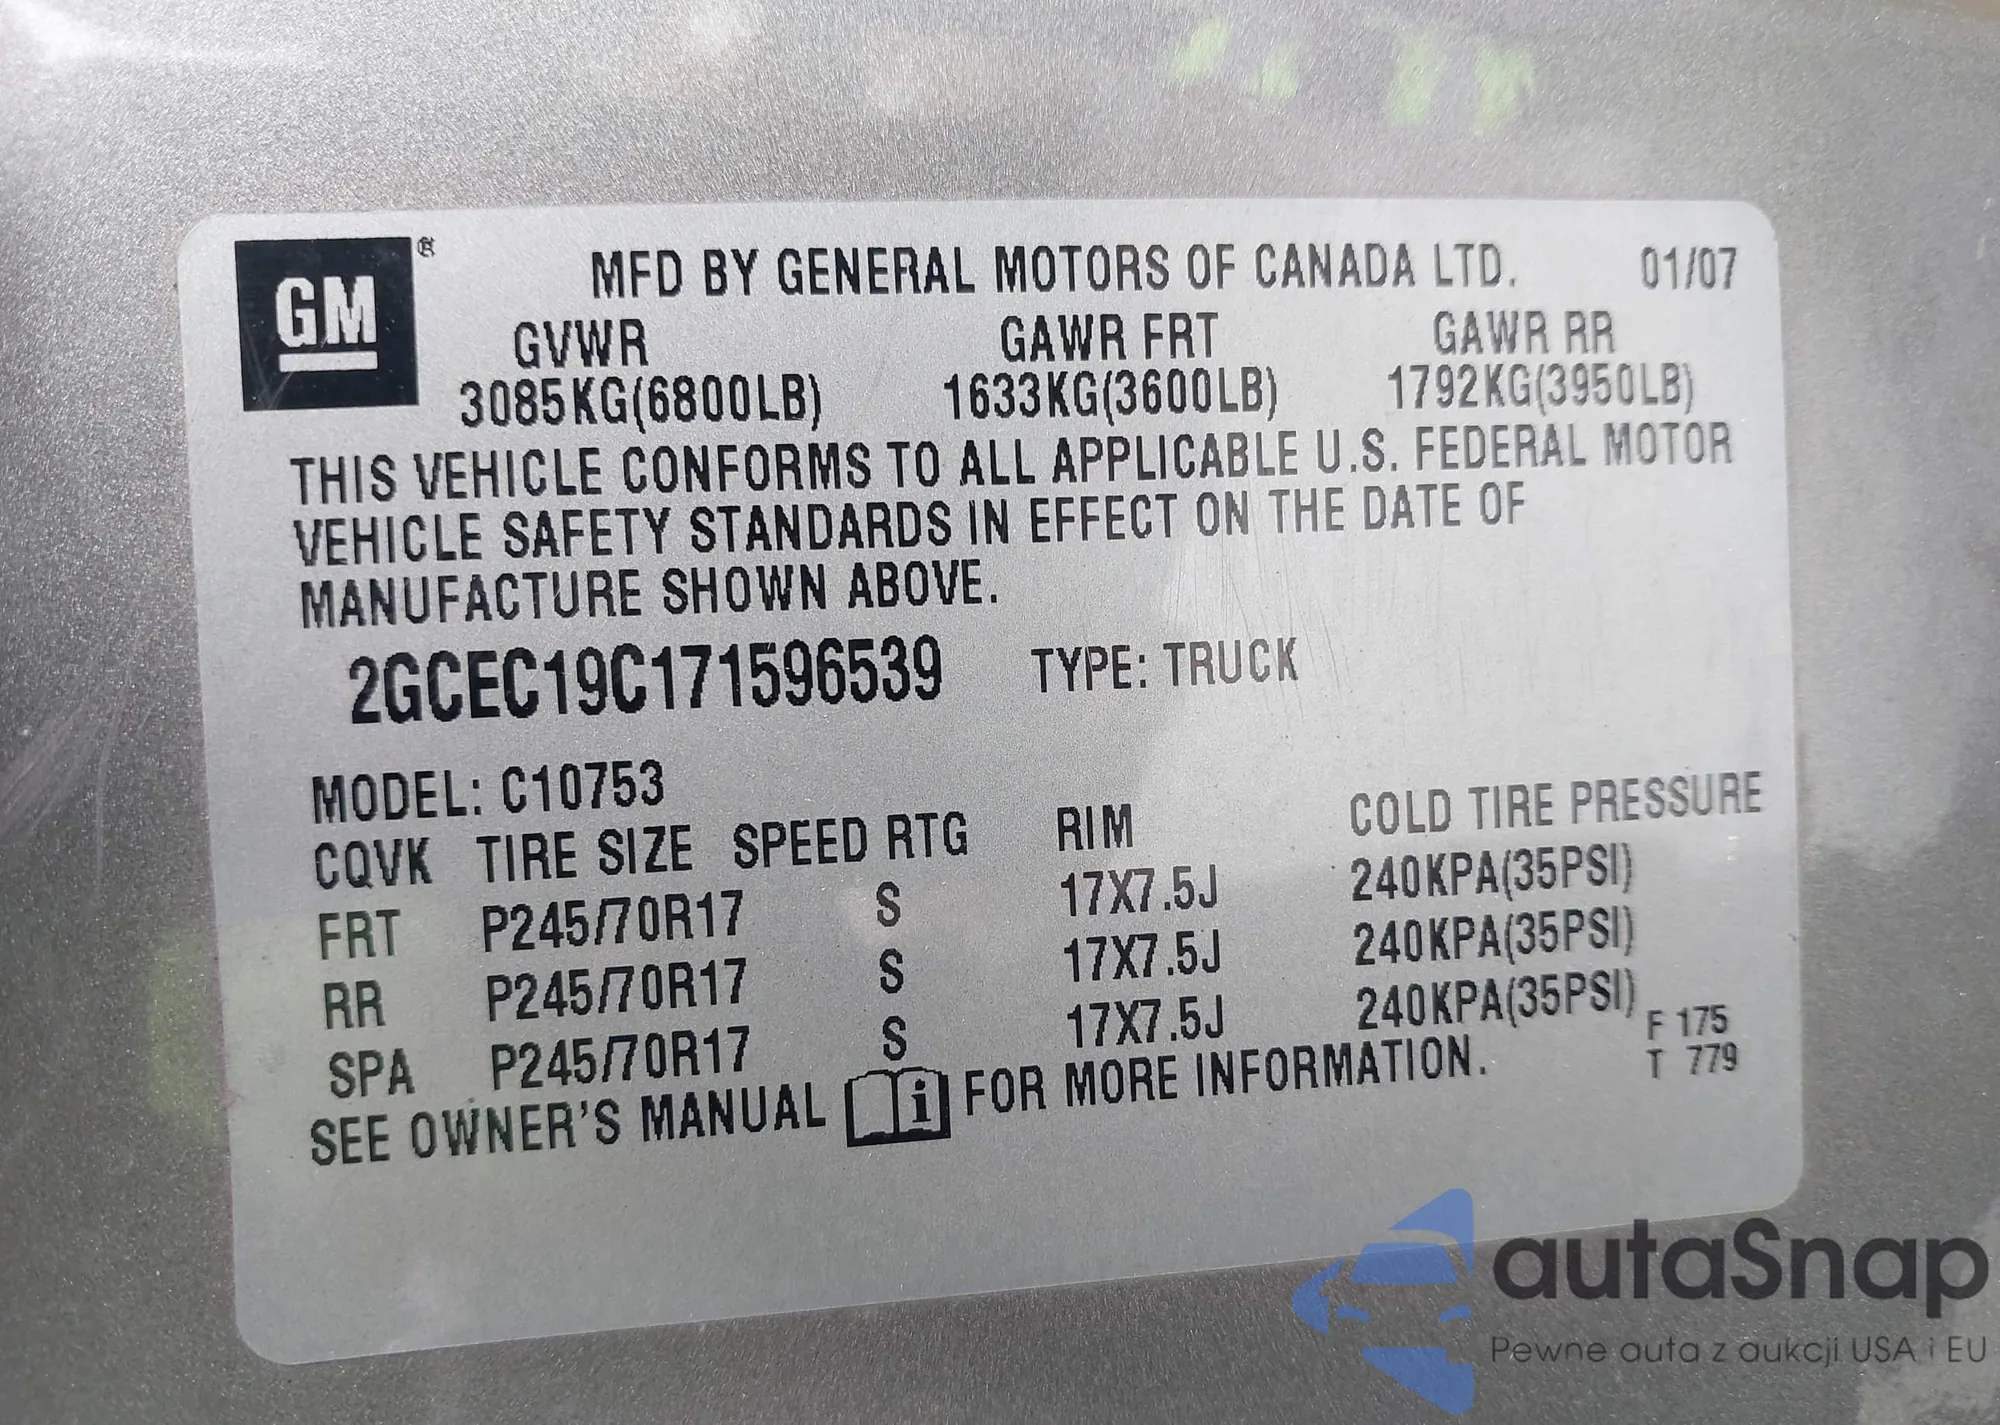 GM®
MFD BY GENERAL MOTORS OF CANADA LTD. 01/07
GVWR GAWR FRT GAWR RR
3085KG(6800LB) 1633KG(3600LB) 1792KG(3950LB)
THIS VEHICLE CONFORMS TO ALL APPLICABLE U.S. FEDERAL MOTOR
VEHICLE SAFETY STANDARDS IN EFFECT ON THE DATE OF
MANUFACTURE SHOWN ABOVE.
2GCEC19C171596539 TYPE: TRUCK
MODEL: C10753
CQVK TIRE SIZE SPEED RTG RIM COLD TIRE PRESSURE
FRT P245/70R17 S 17X7.5J 240KPA(35PSI)
RR P245/70R17 S 17X7.5J 240KPA(35PSI)
SPA P245/70R17 S 17X7.5J 240KPA(35PSI)
F 175
SEE OWNER'S MANUAL i FOR MORE INFORMATION. T 779
autaSnap
Pewne auta z aukcji USA i EU